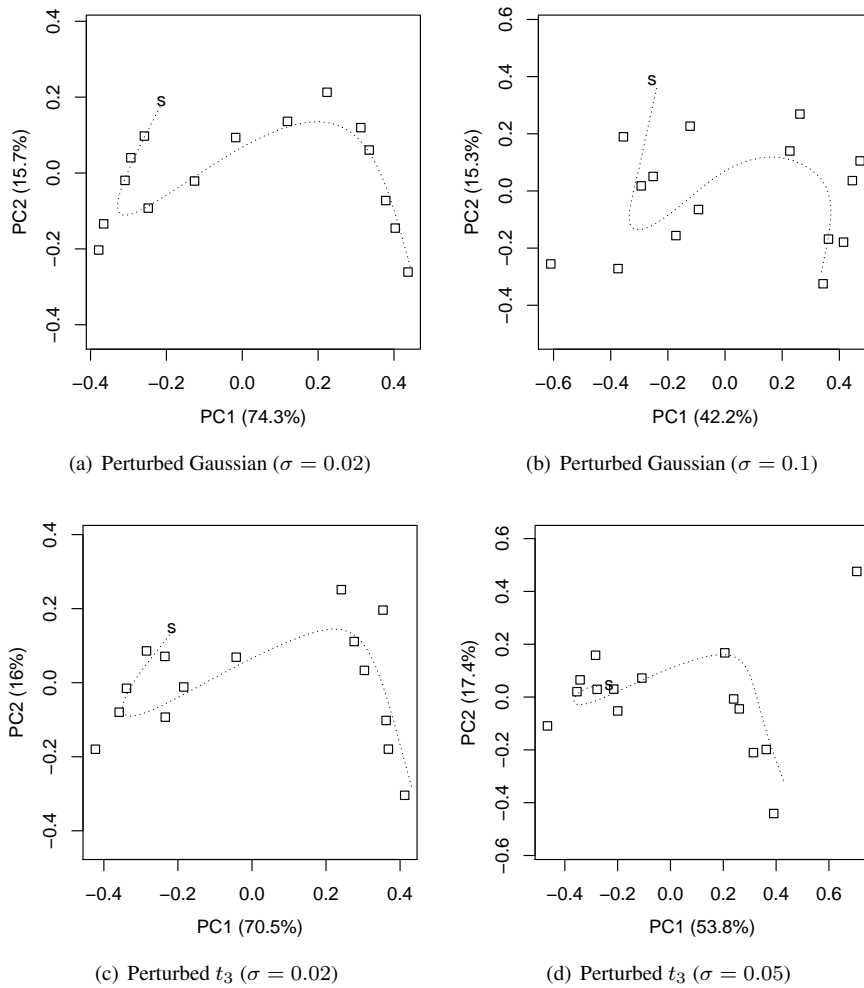 0.4
0.2
0.0
−0.2
−0.4
PC2 (15.7%)
s
−0.4 −0.2 0.0 0.2 0.4
PC1 (74.3%)
(a) Perturbed Gaussian (σ = 0.02)
0.6
0.4
0.2
0.0
−0.2
−0.4
PC2 (15.3%)
s
−0.6 −0.4 −0.2 0.0 0.2 0.4
PC1 (42.2%)
(b) Perturbed Gaussian (σ = 0.1)
0.4
0.2
0.0
−0.2
−0.4
PC2 (16%)
s
−0.4 −0.2 0.0 0.2 0.4
PC1 (70.5%)
(c) Perturbed t₃ (σ = 0.02)
0.6
0.4
0.2
0.0
−0.2
−0.4
−0.6
PC2 (17.4%)
s
−0.4 −0.2 0.0 0.2 0.4 0.6
PC1 (53.8%)
(d) Perturbed t₃ (σ = 0.05)